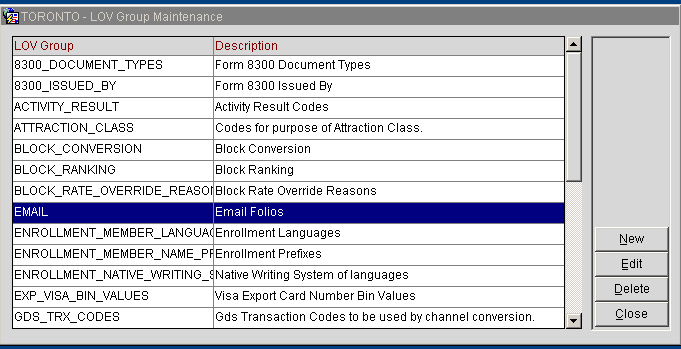 TORONTO - LOV Group Maintenance
LOV Group Description
8300_DOCUMENT_TYPES Form 8300 Document Types
8300_ISSUED_BY Form 8300 Issued By
ACTIVITY_RESULT Activity Result Codes
ATTRACTION_CLASS Codes for purpose of Attraction Class.
BLOCK_CONVERSION Block Conversion
BLOCK_RANKING Block Ranking
BLOCK_RATE_OVERRIDE_REASON Block Rate Override Reasons
EMAIL Email Folios
ENROLLMENT_MEMBER_LANGUAG Enrollment Languages
ENROLLMENT_MEMBER_NAME_PR Enrollment Prefixes
ENROLLMENT_NATIVE_WRITING_S Native Writing System of languages
EXP_VISA_BIN_VALUES Visa Export Card Number Bin Values
GDS_TRX_CODES Gds Transaction Codes to be used by channel conversion.
New
Edit
Delete
Close